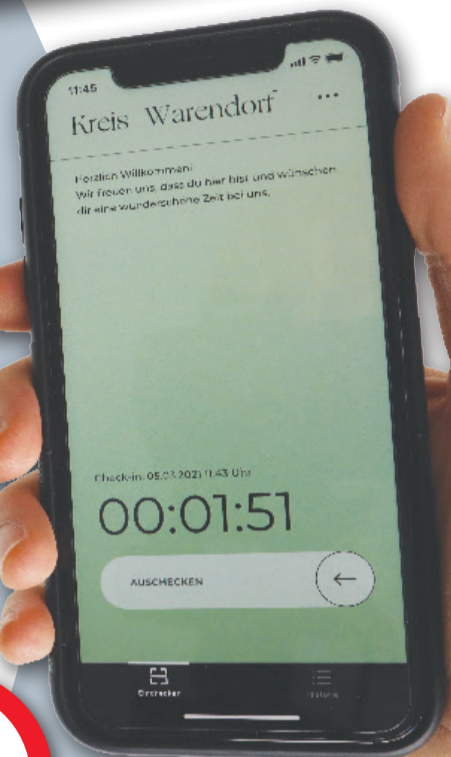 11:45
Kreis Warendorf
Herzlich Willkommen!
Wir freuen uns, dass du hier bist und wünschen
dir eine wunderschöne Zeit bei uns.
Check-in: 05.03.2021 11:43 Uhr
00:01:51
AUSCHECKEN
Einchecken
Historie